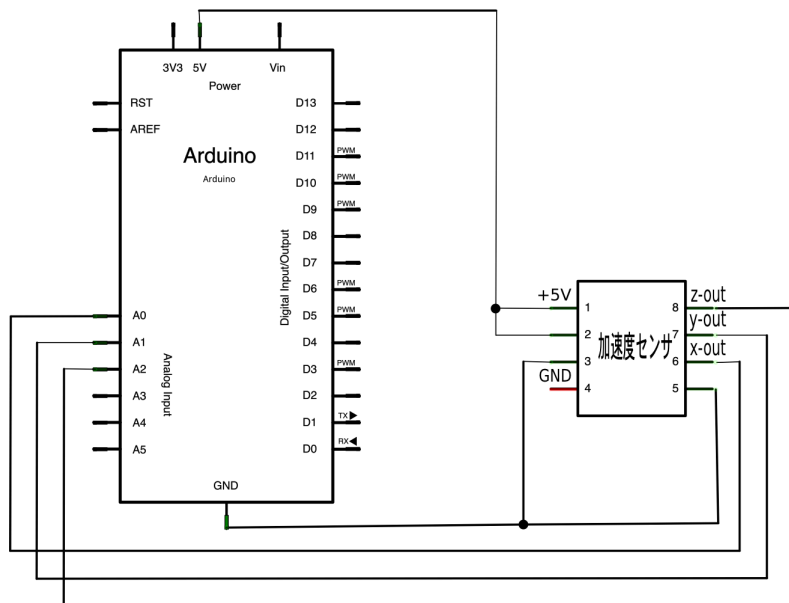 3V3 5V Vin
Power
RST
AREF
Arduino
Arduino
D13
D12
D11 PWM
D10 PWM
D9 PWM
D8
D7
D6 PWM
D5 PWM
D4
D3 PWM
D2
D1 TX
D0 RX
Digital Input/Output
A0
A1
A2
A3
A4
A5
Analog Input
GND
+5V
GND
1
2
3
4
加速度センサ
8 z-out
7 y-out
6 x-out
5